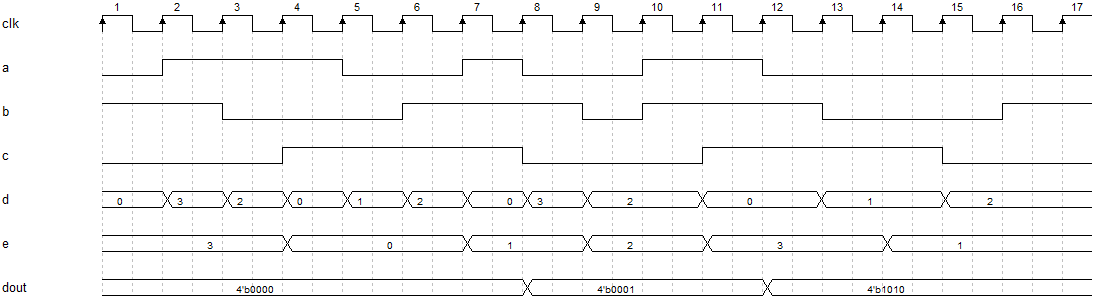 1 2 3 4 5 6 7 8 9 10 11 12 13 14 15 16 17
clk
a
b
c
d 0 3 2 0 1 2 0 3 2 0 1 2
e 3 0 1 2 3 1
dout 4'b0000 4'b0001 4'b1010